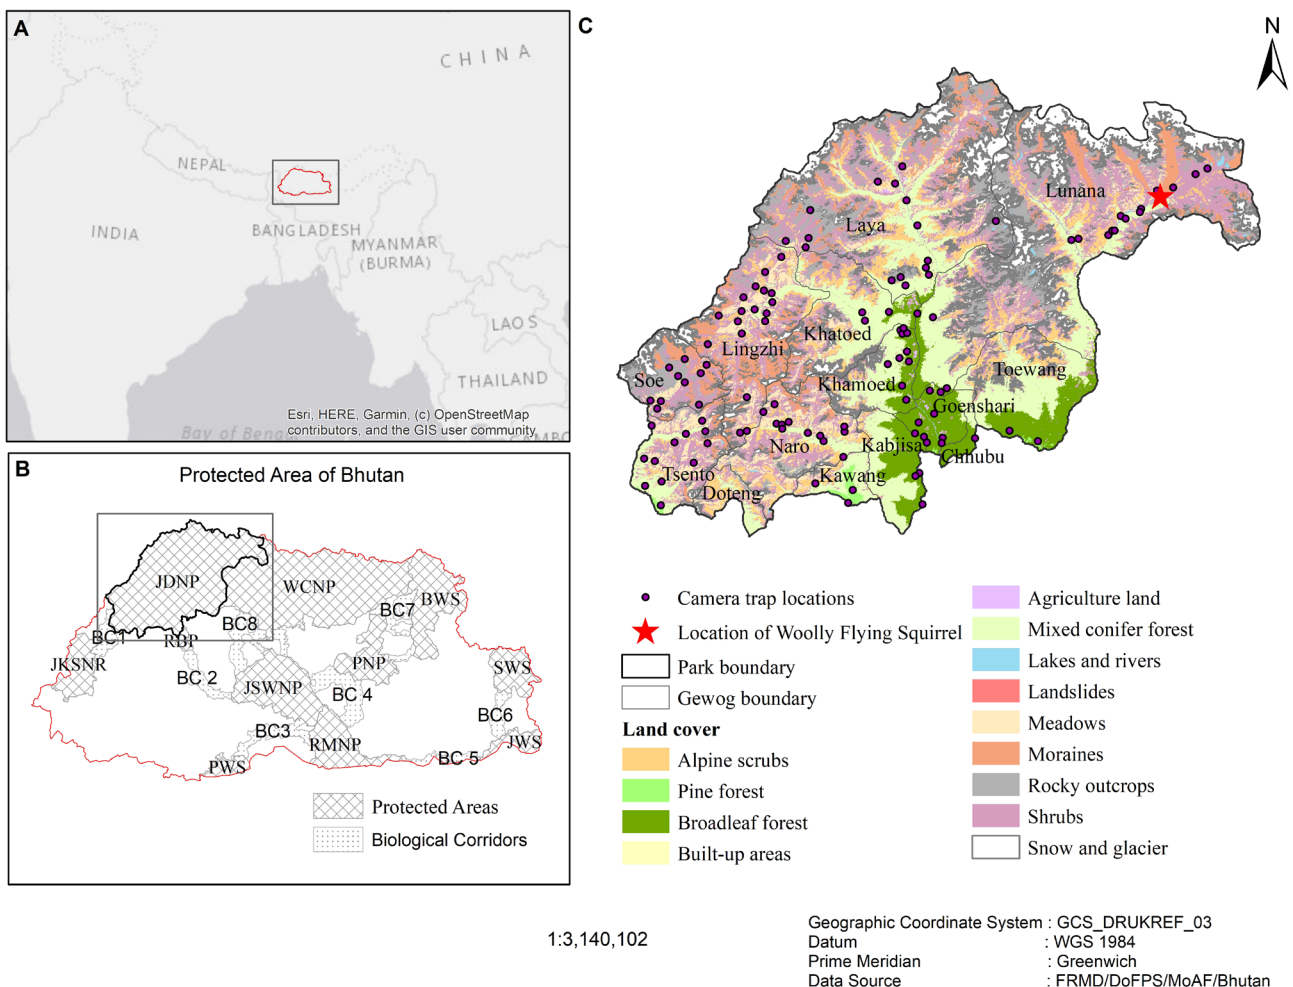 A
CHINA
NEPAL
INDIA
BANGLADESH
MYANMAR
(BURMA)
LAOS
THAILAND
Esri, HERE, Garmin, (c) OpenStreetMap
contributors, and the GIS user community
Bay of Bengal
CAMBO
B
Protected Area of Bhutan
JDNP
WCNP
BWS
BC7
BC8
BC1
RBP
JKSNR
BC 2
PNP
SWS
JSWNP
BC 4
BC6
BC3
RMNP
JWS
BC 5
PWS
Protected Areas
Biological Corridors
C
N
Lunana
Laya
Khatoed
Lingzhi
Toewang
Soe
Khamoed
Goenshari
Naro
Kabjisa
Chhubu
Tsento
Kawang
Doteng
Camera trap locations
Location of Woolly Flying Squirrel
Park boundary
Gewog boundary
Land cover
Alpine scrubs
Pine forest
Broadleaf forest
Built-up areas
Agriculture land
Mixed conifer forest
Lakes and rivers
Landslides
Meadows
Moraines
Rocky outcrops
Shrubs
Snow and glacier
1:3,140,102
Geographic Coordinate System : GCS_DRUKREF_03
Datum : WGS 1984
Prime Meridian : Greenwich
Data Source : FRMD/DoFPS/MoAF/Bhutan